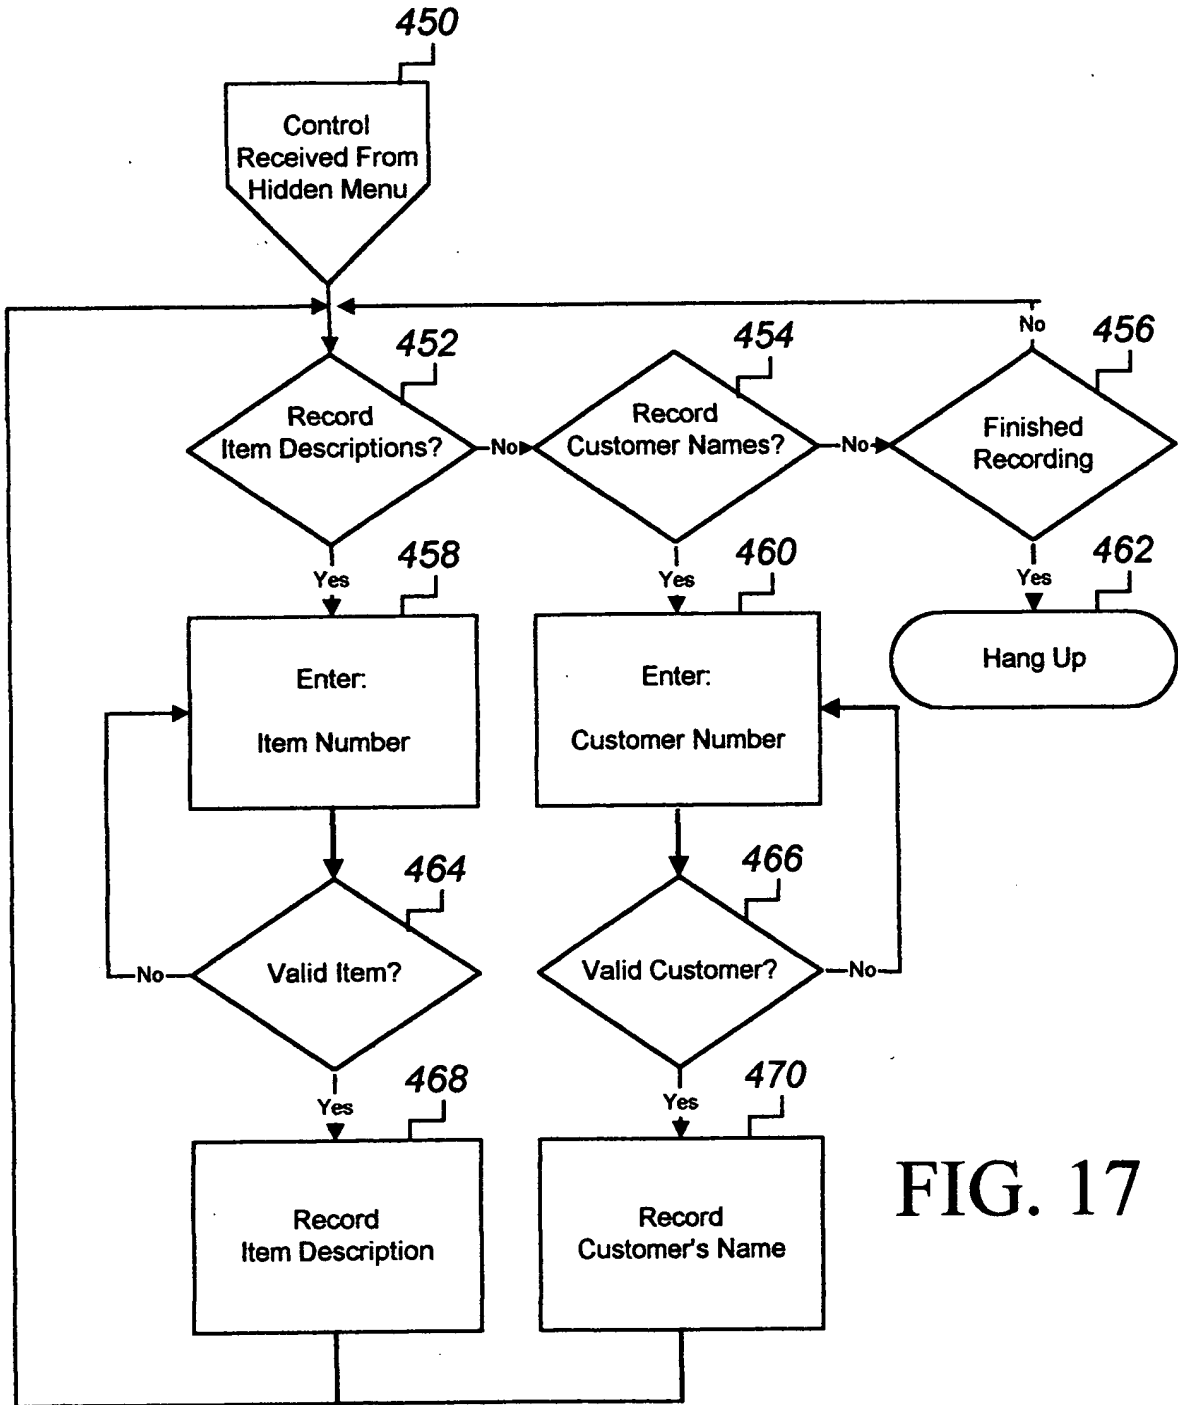 450
Control
Received From
Hidden Menu
452
454
No
456
Record
Item Descriptions?
No
Record
Customer Names?
No
Finished
Recording
Yes
458
Yes
460
Yes
462
Enter:
Item Number
Enter:
Customer Number
Hang Up
464
466
No
Valid Item?
Valid Customer?
No
Yes
468
Yes
470
Record
Item Description
Record
Customer's Name
FIG. 17